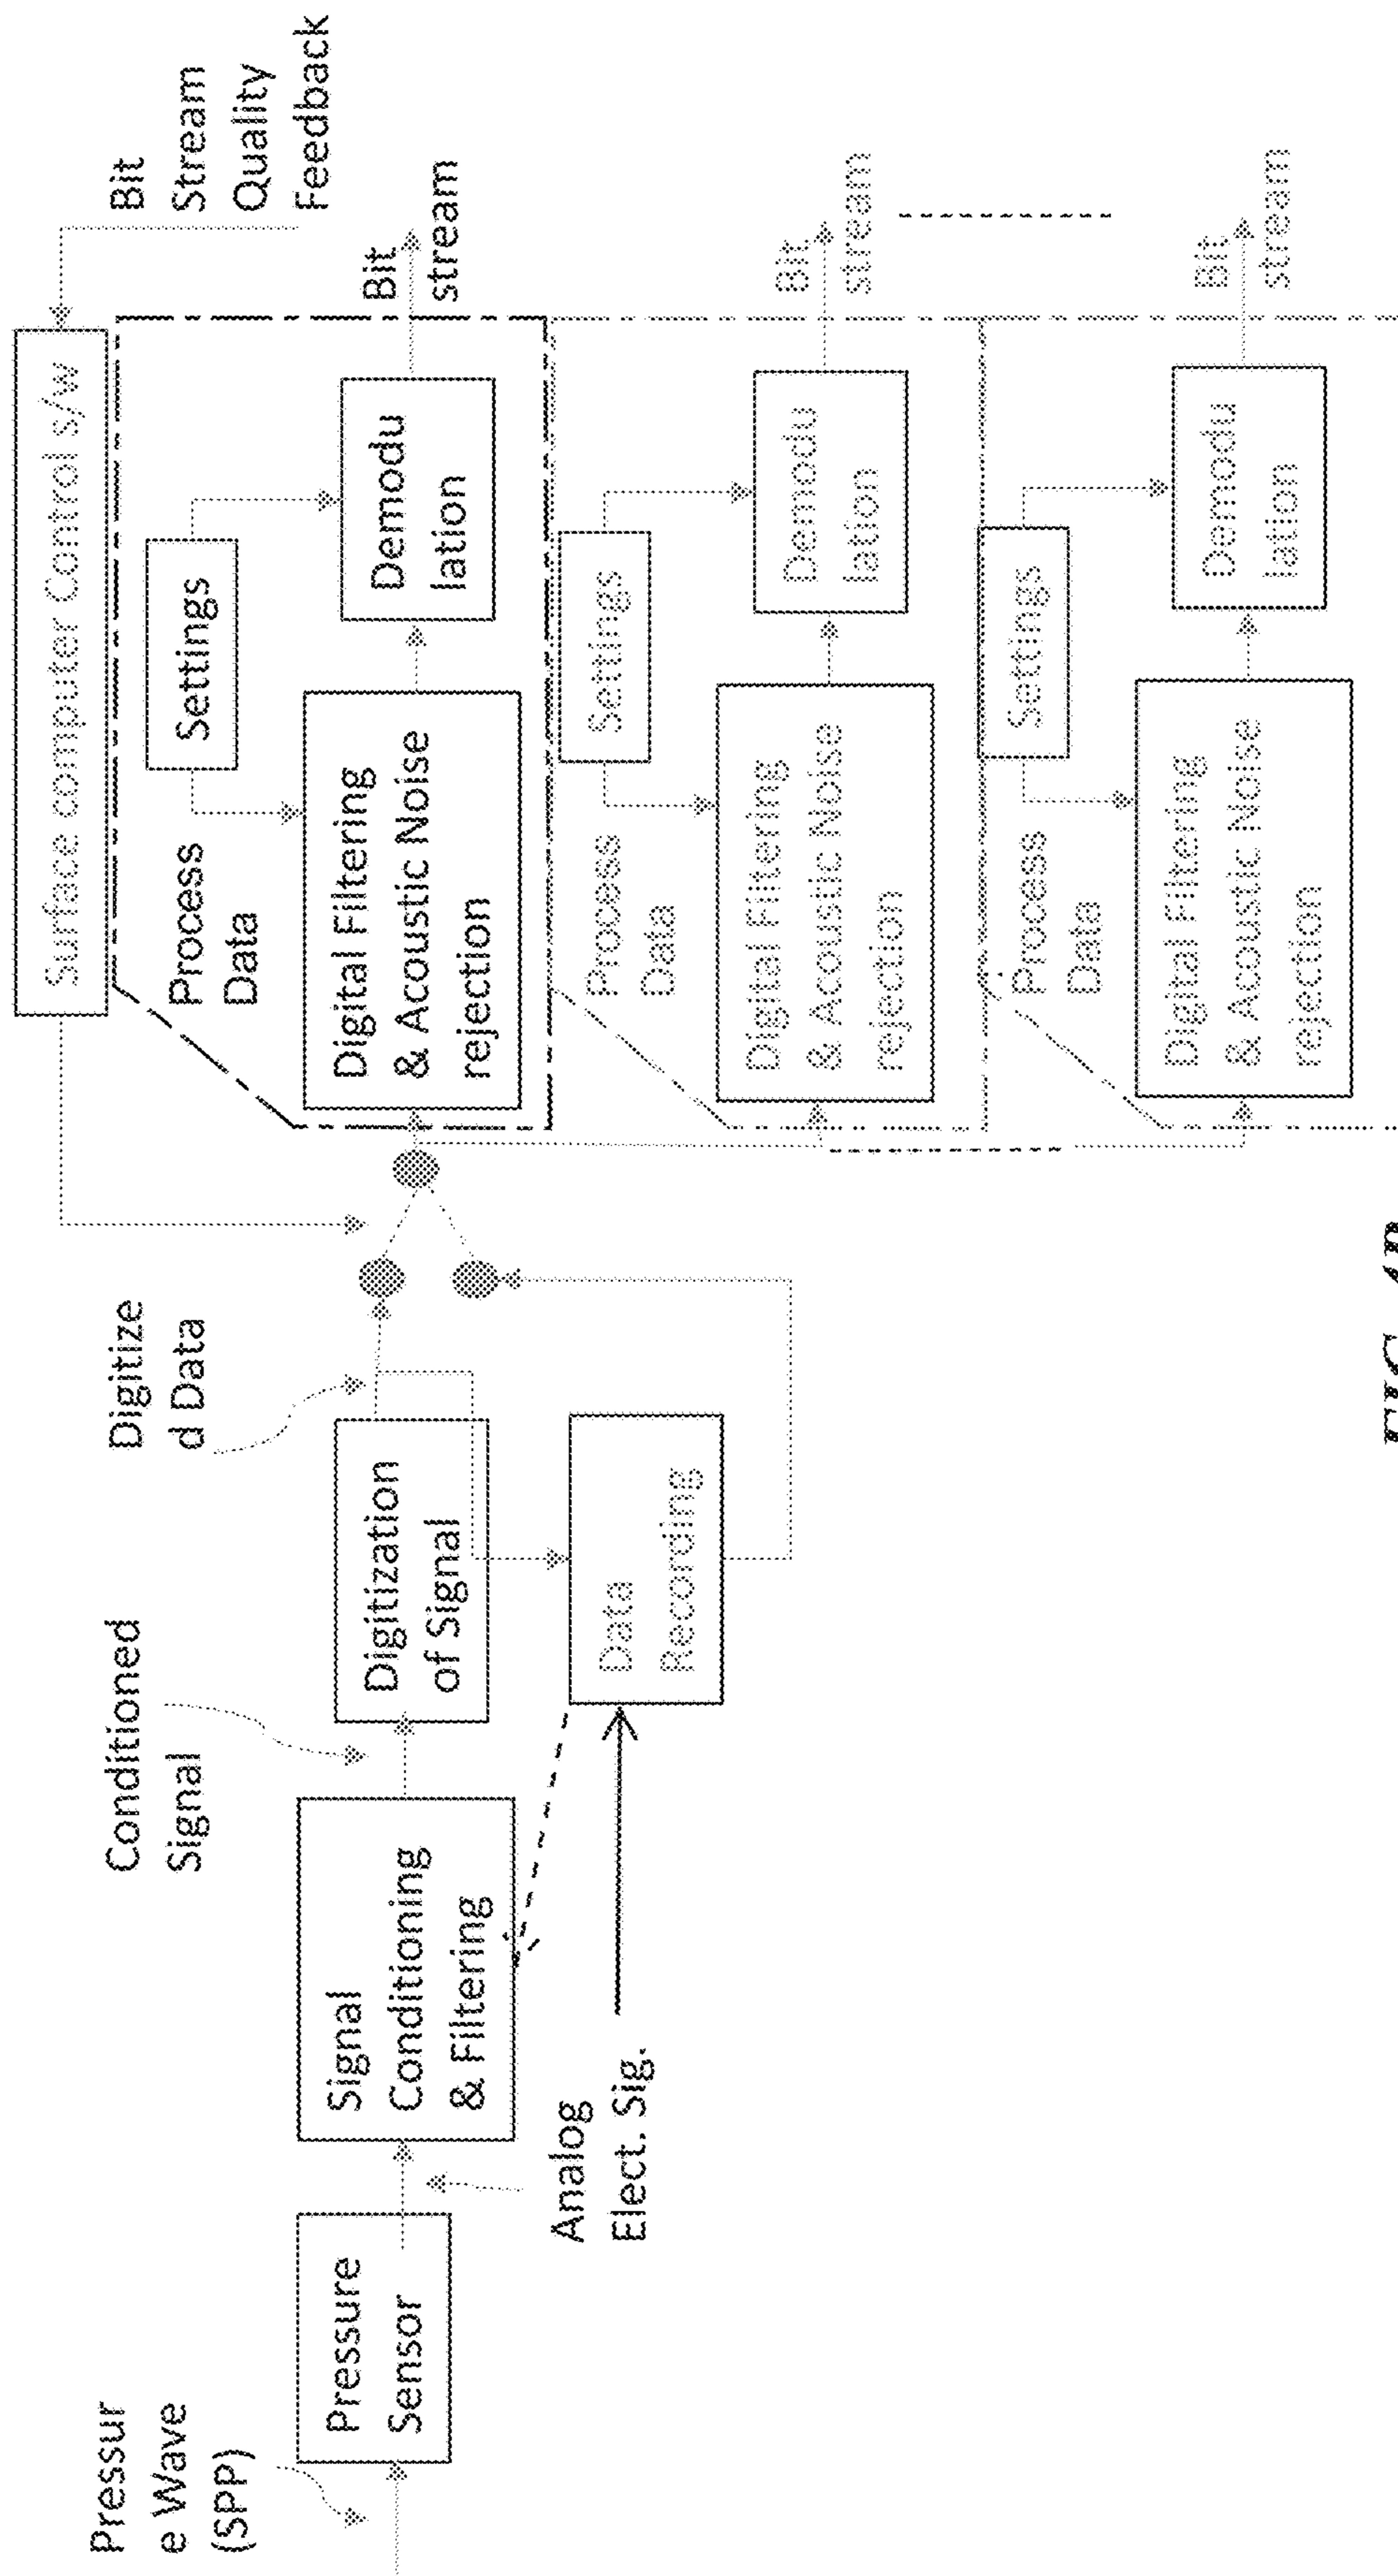 Surface computer Control s/w
Pressur
e Wave
(SPP)
Conditioned
Signal
Digitize
d Data
Bit
Stream
Quality
Feedback
Process
Data
Settings
Pressure
Sensor
Signal
Conditioning
& Filtering
Digitization
of Signal
Digital Filtering
& Acoustic Noise
rejection
Demodu
lation
Bit
stream
Analog
Elect. Sig.
Data
Recording
Process
Data
Settings
Digital Filtering
& Acoustic Noise
rejection
Demodu
lation
Bit
stream
Process
Data
Settings
Digital Filtering
& Acoustic Noise
rejection
Demodu
lation
Bit
stream